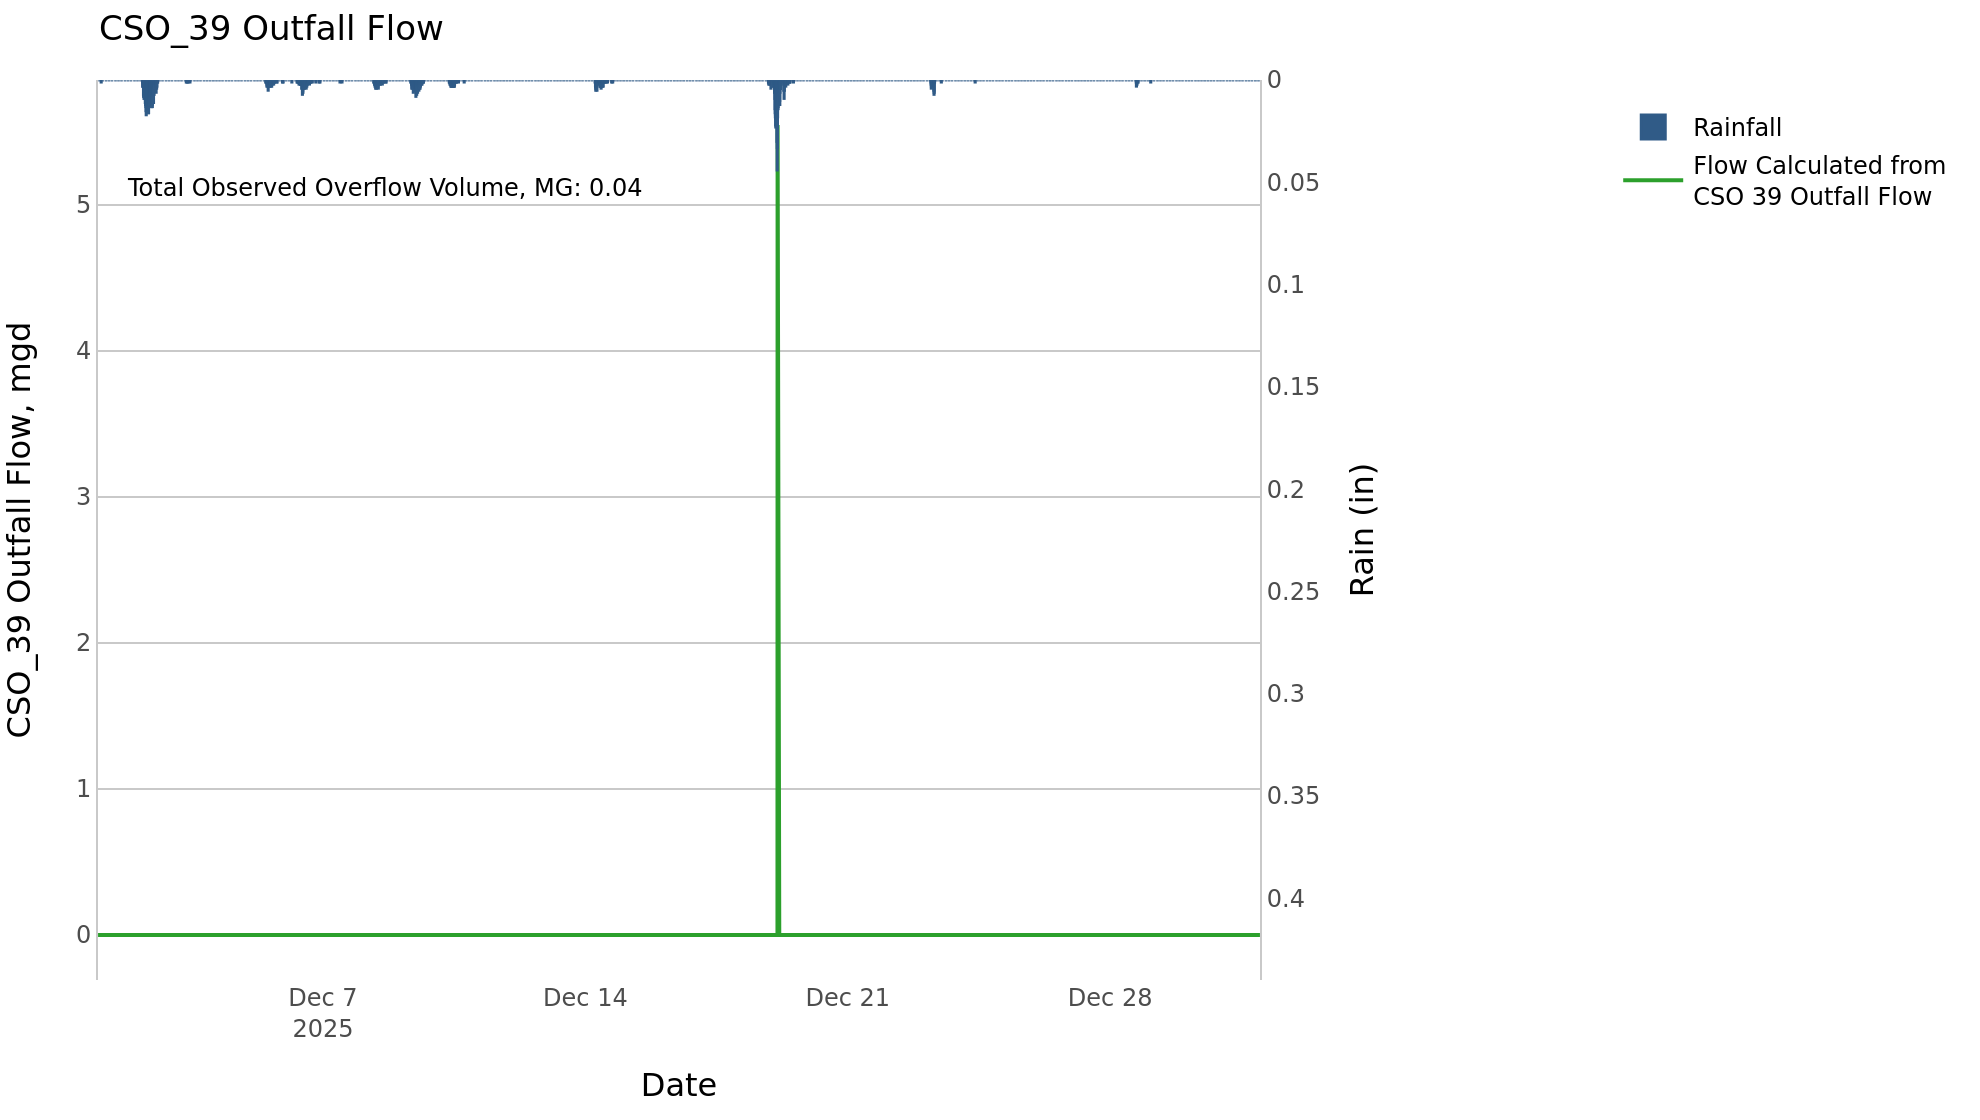 CSO_39 Outfall Flow
Total Observed Overflow Volume, MG: 0.04
5
4
3
2
1
0
CSO_39 Outfall Flow, mgd
0
0.05
0.1
0.15
0.2
0.25
0.3
0.35
0.4
Rain (in)
Dec 7
2025
Dec 14
Dec 21
Dec 28
Date
Rainfall
Flow Calculated from
CSO 39 Outfall Flow